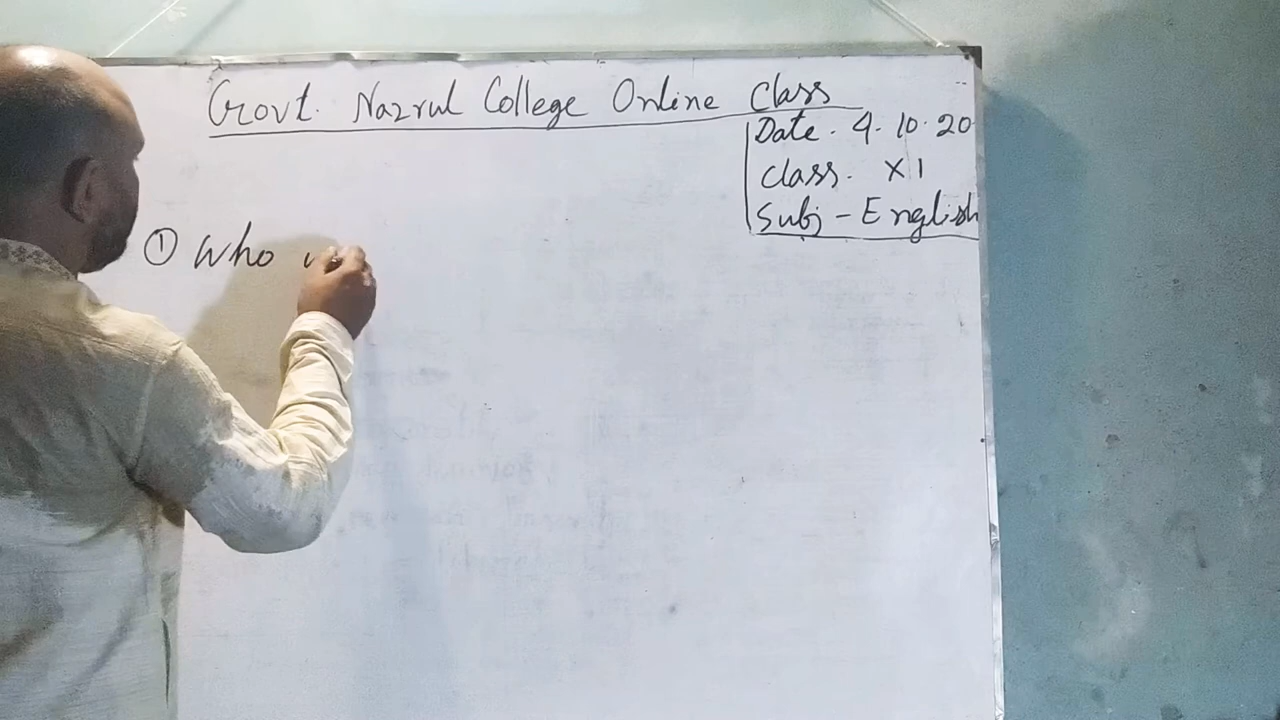 Govt. Nazrul College Online Class
Date. 4.10.20
Class. XI
Subj - English
① Who